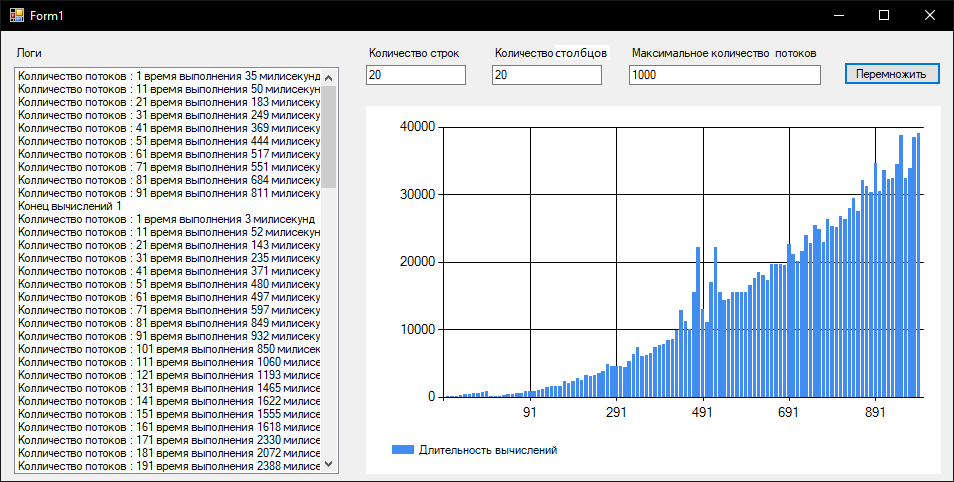 Form1
Логи
Колличество потоков : 1 время выполнения 35 милисекунд
Колличество потоков : 11 время выполнения 50 милисекун
Колличество потоков : 21 время выполнения 183 милисеку
Колличество потоков : 31 время выполнения 249 милисеку
Колличество потоков : 41 время выполнения 369 милисеку
Колличество потоков : 51 время выполнения 444 милисеку
Колличество потоков : 61 время выполнения 517 милисеку
Колличество потоков : 71 время выполнения 551 милисеку
Колличество потоков : 81 время выполнения 684 милисеку
Колличество потоков : 91 время выполнения 811 милисеку
Конец вычислений 1
Колличество потоков : 1 время выполнения 3 милисекунд
Колличество потоков : 11 время выполнения 52 милисекун
Колличество потоков : 21 время выполнения 143 милисеку
Колличество потоков : 31 время выполнения 235 милисеку
Колличество потоков : 41 время выполнения 371 милисеку
Колличество потоков : 51 время выполнения 480 милисеку
Колличество потоков : 61 время выполнения 497 милисеку
Колличество потоков : 71 время выполнения 597 милисеку
Колличество потоков : 81 время выполнения 849 милисеку
Колличество потоков : 91 время выполнения 932 милисеку
Колличество потоков : 101 время выполнения 850 милисек
Колличество потоков : 111 время выполнения 1060 милисе
Колличество потоков : 121 время выполнения 1193 милисе
Колличество потоков : 131 время выполнения 1465 милисе
Колличество потоков : 141 время выполнения 1622 милисе
Колличество потоков : 151 время выполнения 1555 милисе
Колличество потоков : 161 время выполнения 1618 милисе
Колличество потоков : 171 время выполнения 2330 милисе
Колличество потоков : 181 время выполнения 2072 милисе
Колличество потоков : 191 время выполнения 2388 милисе
Количество строк
20
Количество столбцов
20
Максимальное количество потоков
1000
Перемножить
40000
30000
20000
10000
0
91 291 491 691 891
Длительность вычислений